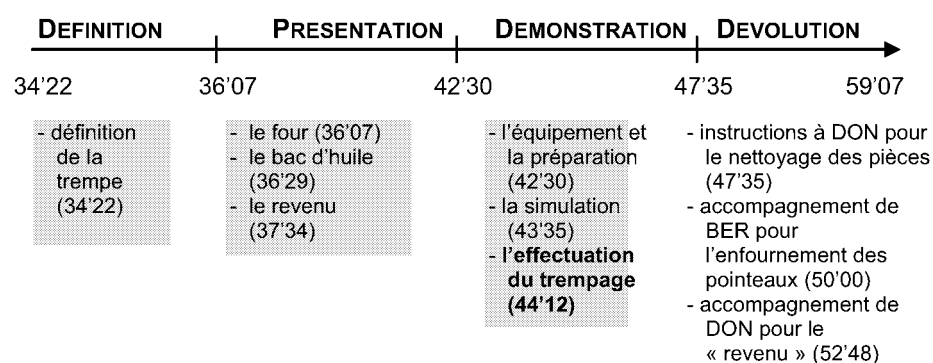 DEFINITION PRESENTATION DEMONSTRATION DEVOLUTION
34'22 36'07 42'30 47'35 59'07
- définition
de la
trempe
(34'22)
- le four (36'07)
- le bac d'huile
(36'29)
- le revenu
(37'34)
- l'équipement et
la préparation
(42'30)
- la simulation
(43'35)
- l'effectuation
du trempage
(44'12)
- instructions à DON pour
le nettoyage des pièces
(47'35)
- accompagnement de
BER pour
l'enfournement des
pointeaux (50'00)
- accompagnement de
DON pour le
« revenu » (52'48)